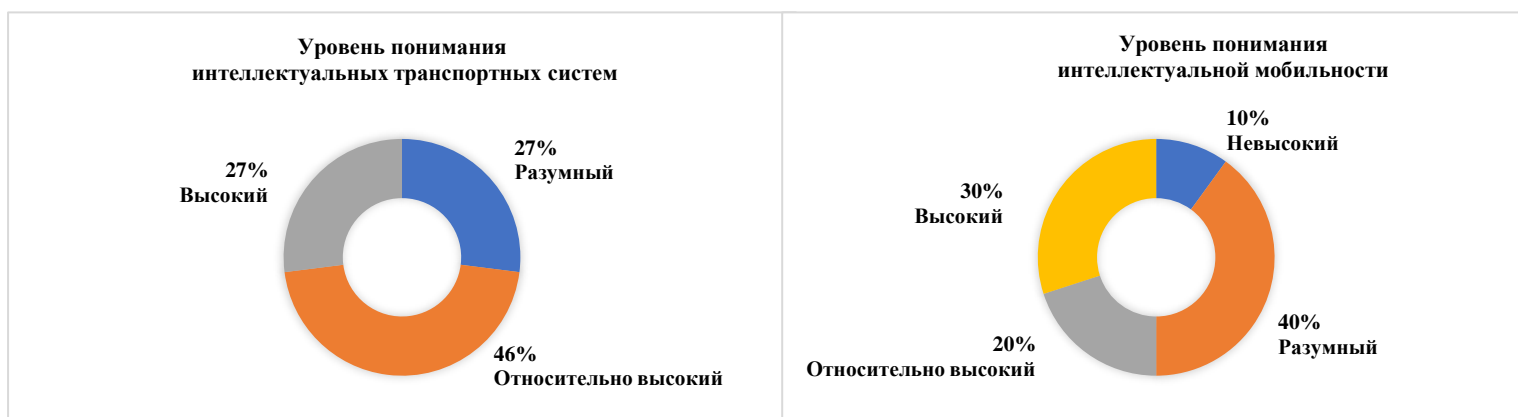 Уровень понимания
интеллектуальных транспортных систем
27%
Разумный
27%
Высокий
46%
Относительно высокий
Уровень понимания
интеллектуальной мобильности
10%
Невысокий
30%
Высокий
40%
Разумный
20%
Относительно высокий